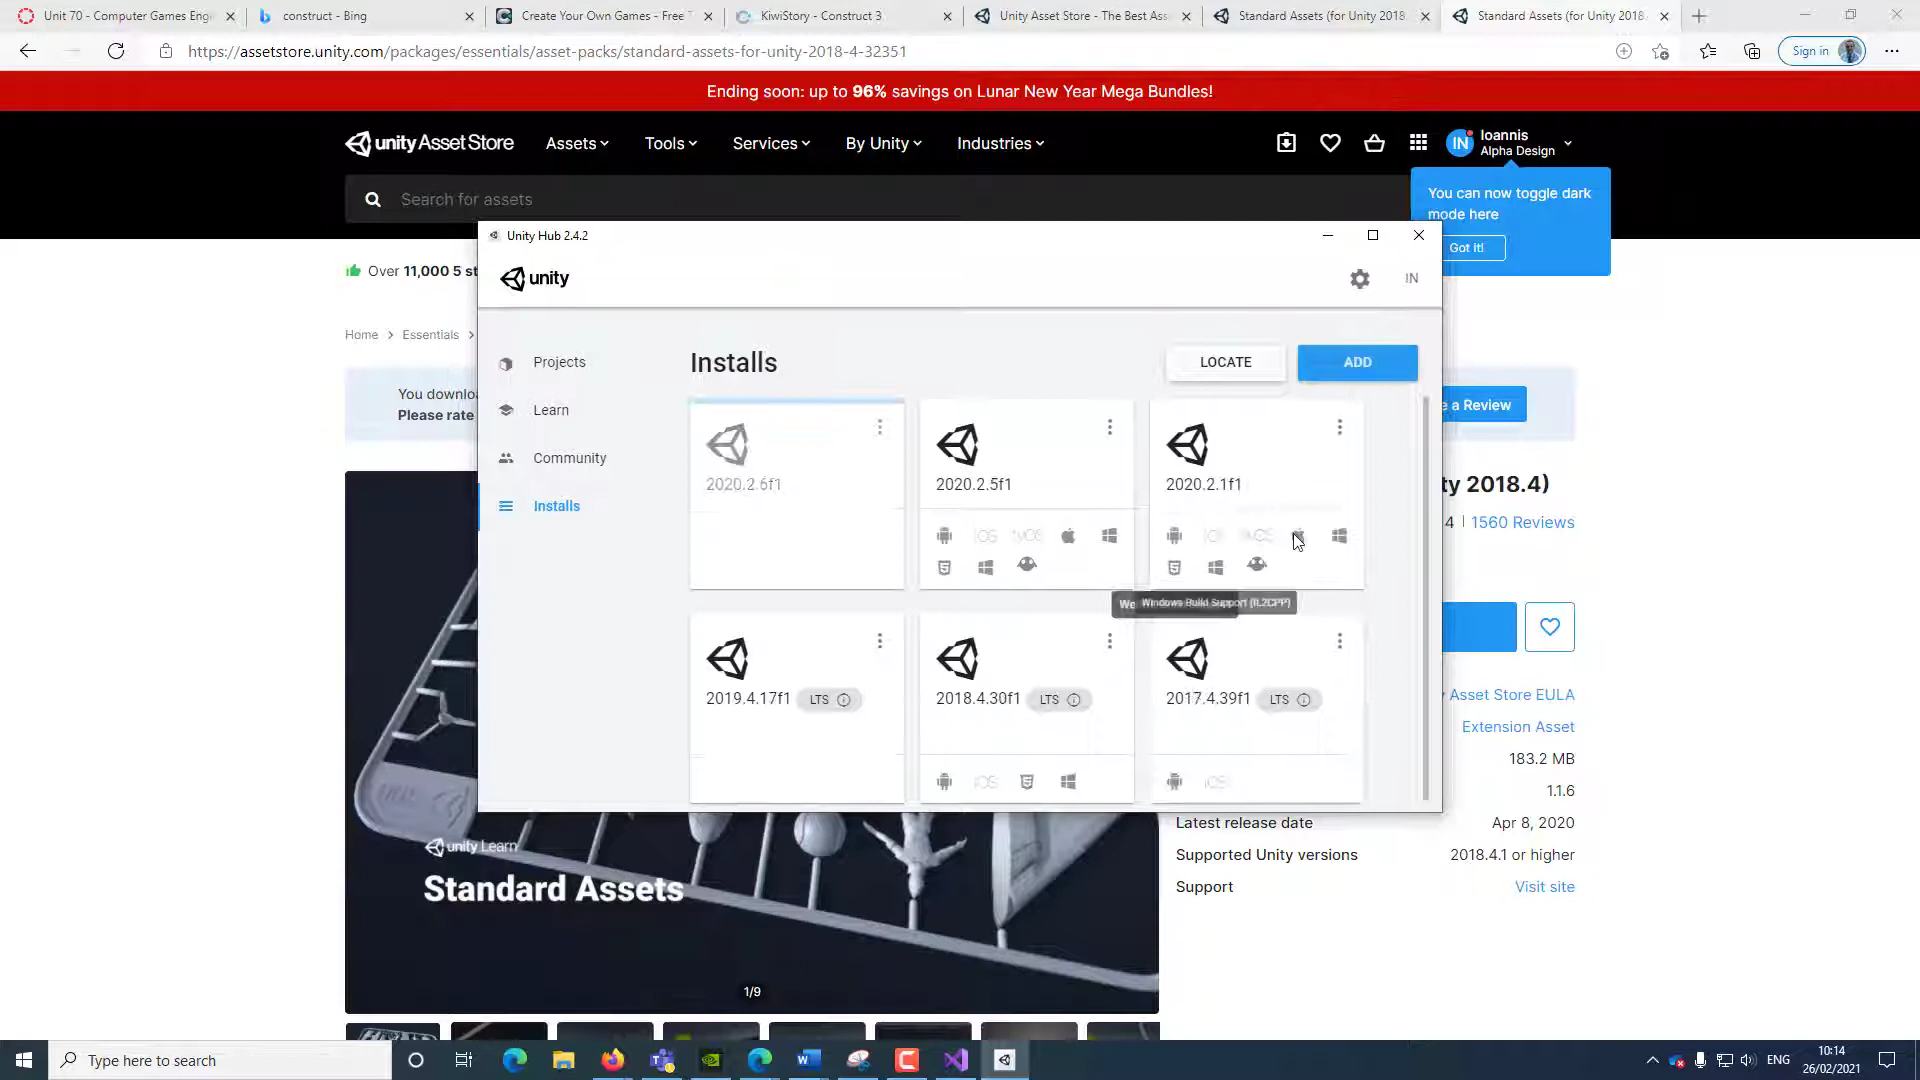 Unit 70 - Computer Games Eng
construct - Bing
Create Your Own Games - Free T
KiwiStory - Construct 3
Unity Asset Store - The Best Ass
Standard Assets (for Unity 2018
Standard Assets (for Unity 2018
https://assetstore.unity.com/packages/essentials/asset-packs/standard-assets-for-unity-2018-4-32351
Sign in
Ending soon: up to 96% savings on Lunar New Year Mega Bundles!
unity Asset Store
Assets
Tools
Services
By Unity
Industries
IN
Ioannis
Alpha Design
Search for assets
You can now toggle dark
mode here
Got it!
Over 11,000 5 st
Home > Essentials >
You downloa
Please rate
e a Review
ty 2018.4)
4 | 1560 Reviews
Asset Store EULA
Extension Asset
183.2 MB
1.1.6
Latest release date
Apr 8, 2020
Supported Unity versions
2018.4.1 or higher
Support
Visit site
Unity Hub 2.4.2
unity
IN
Projects
Learn
Community
Installs
Installs
LOCATE
ADD
2020.2.6f1
2020.2.5f1
iOS
tvOS
2020.2.1f1
iOS
tvOS
We
Windows Build Support (IL2CPP)
2019.4.17f1 LTS
2018.4.30f1 LTS
iOS
2017.4.39f1 LTS
iOS
unity Learn
Standard Assets
1/9
Type here to search
ENG
10:14
26/02/2021